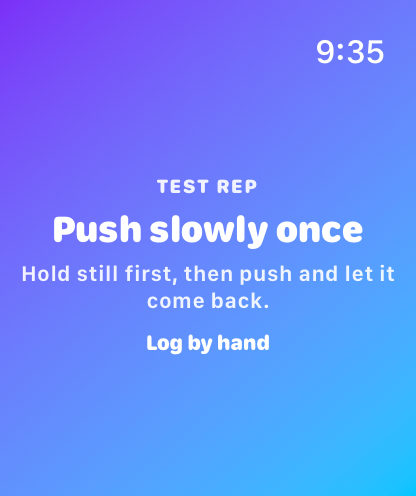 9:35
TEST REP
Push slowly once
Hold still first, then push and let it
come back.
Log by hand